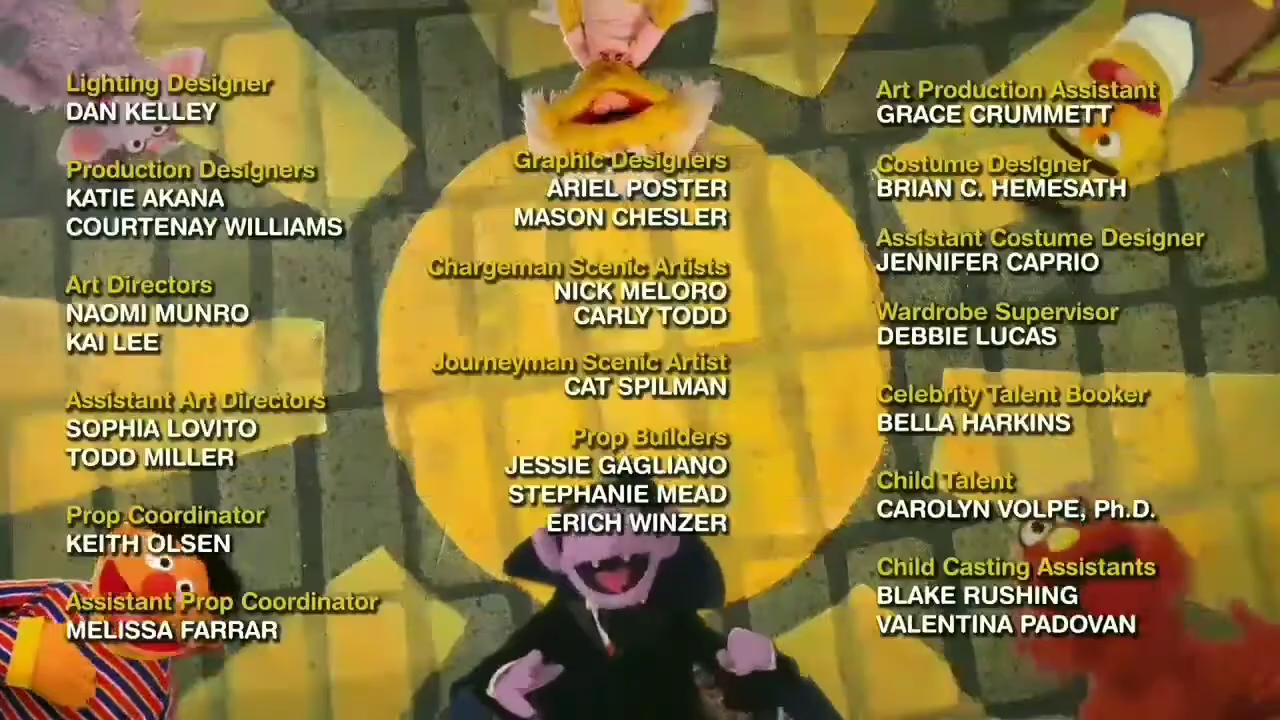 Lighting Designer
DAN KELLEY
Production Designers
KATIE AKANA
COURTENAY WILLIAMS
Art Directors
NAOMI MUNRO
KAI LEE
Assistant Art Directors
SOPHIA LOVITO
TODD MILLER
Prop Coordinator
KEITH OLSEN
Assistant Prop Coordinator
MELISSA FARRAR
Graphic Designers
ARIEL POSTER
MASON CHESLER
Chargeman Scenic Artists
NICK MELORO
CARLY TODD
Journeyman Scenic Artist
CAT SPILMAN
Prop Builders
JESSIE GAGLIANO
STEPHANIE MEAD
ERICH WINZER
Art Production Assistant
GRACE CRUMMETT
Costume Designer
BRIAN C. HEMESATH
Assistant Costume Designer
JENNIFER CAPRIO
Wardrobe Supervisor
DEBBIE LUCAS
Celebrity Talent Booker
BELLA HARKINS
Child Talent
CAROLYN VOLPE, Ph.D.
Child Casting Assistants
BLAKE RUSHING
VALENTINA PADOVAN